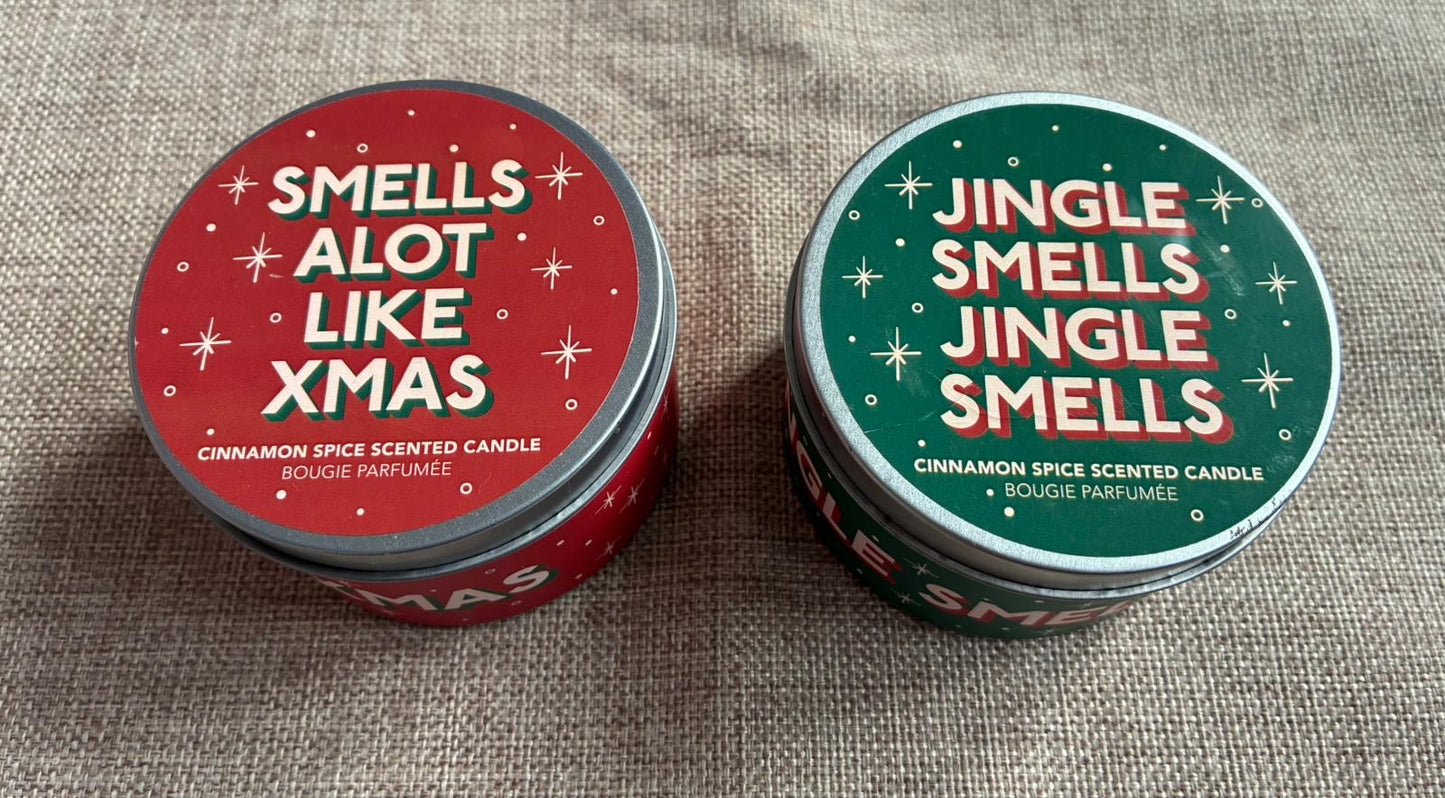 SMELLS
ALOT
LIKE
XMAS
CINNAMON SPICE SCENTED CANDLE
BOUGIE PARFUMÉE
JINGLE
SMELLS
JINGLE
SMELLS
CINNAMON SPICE SCENTED CANDLE
BOUGIE PARFUMÉE